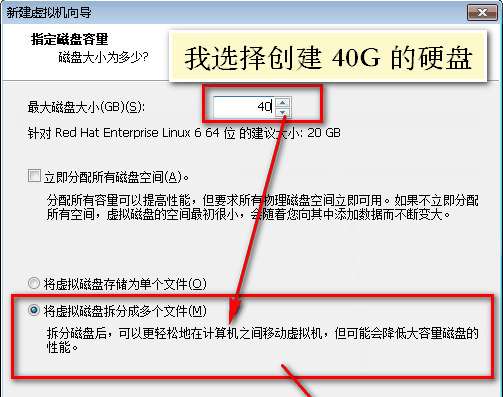 新建虚拟机向导
指定磁盘容量
磁盘大小为多少?
我选择创建 40G 的硬盘
最大磁盘大小(GB)(S):
40
针对 Red Hat Enterprise Linux 6 64 位 的建议大小: 20 GB
立即分配所有磁盘空间(A)。
分配所有容量可以提高性能，但要求所有物理磁盘空间立即可用。如果不立即分配
所有空间，虚拟磁盘的空间最初很小，会随着您向其中添加数据而不断变大。
将虚拟磁盘存储为单个文件(O)
将虚拟磁盘拆分成多个文件(M)
拆分磁盘后，可以更轻松地在计算机之间移动虚拟机，但可能会降低大容量磁盘的
性能。